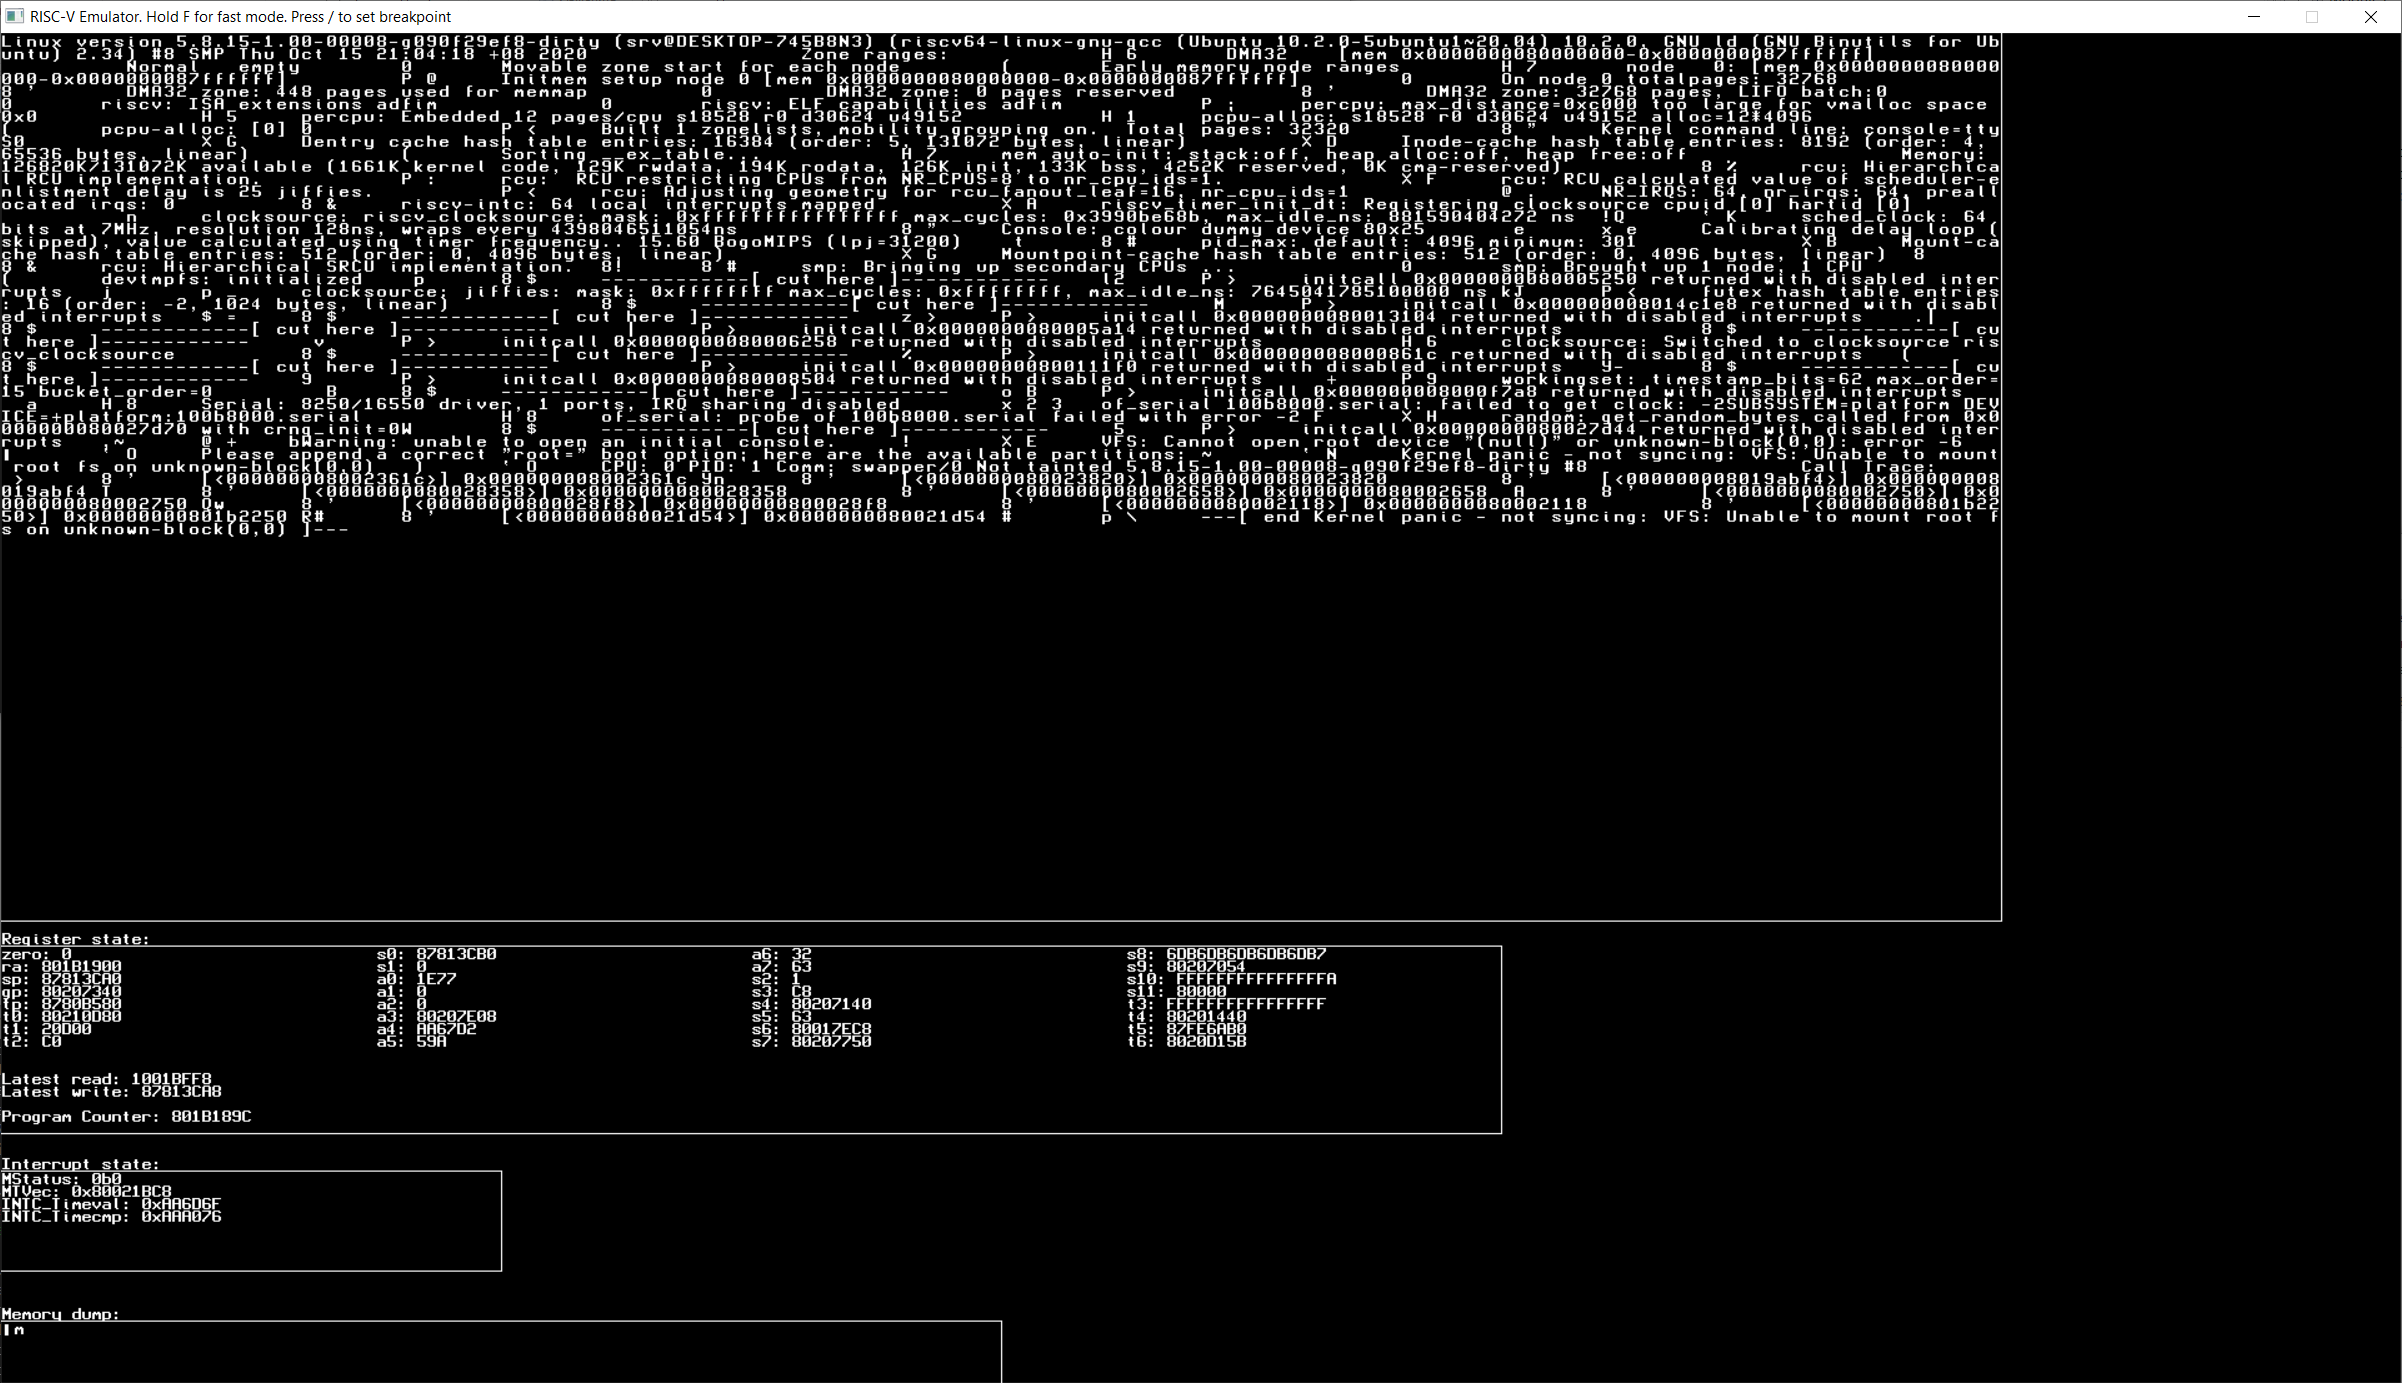 RISC-V Emulator. Hold F for fast mode. Press / to set breakpoint
Linux version 5.8.15-1.00-00008-g090f29ef8-dirty (srv@DESKTOP-745B8N3) (riscv64-linux-gnu-gcc (Ubuntu 10.2.0-5ubuntu1~20.04) 10.2.0, GNU ld (GNU Binutils for Ub
untu) 2.34) #8 SMP Thu Oct 15 21:04:18 +08 2020 Zone ranges: H 6 DMA32 [mem 0x0000000080000000-0x0000000087ffffff]
Normal empty 0 Movable zone start for each node ( Early memory node ranges H 7 node 0: [mem 0x0000000080000
000-0x0000000087ffffff] P @ Initmem setup node 0 [mem 0x0000000080000000-0x0000000087ffffff] 0 On node 0 totalpages: 32768
8 ' DMA32 zone: 448 pages used for memmap 0 DMA32 zone: 0 pages reserved 8 ' DMA32 zone: 32768 pages, LIFO batch:0
0 riscv: ISA extensions adfim 0 riscv: ELF capabilities adfim P ; percpu: max_distance=0xc000 too large for vmalloc space
0x0 H 5 percpu: Embedded 12 pages/cpu s18528 r0 d30624 u49152 H 1 pcpu-alloc: s18528 r0 d30624 u49152 alloc=12*4096
( pcpu-alloc: [0] 0 P < Built 1 zonelists, mobility grouping on. Total pages: 32320 8 " Kernel command line: console=tty
S0 X G Dentry cache hash table entries: 16384 (order: 5, 131072 bytes, linear) X D Inode-cache hash table entries: 8192 (order: 4,
65536 bytes, linear) ( Sorting __ex_table... H 7 mem auto-init: stack:off, heap alloc:off, heap free:off Memory:
126820K/131072K available (1661K kernel code, 129K rwdata, 194K rodata, 126K init, 133K bss, 4252K reserved, 0K cma-reserved) 8 % rcu: Hierarchica
l RCU implementation. P : rcu: RCU restricting CPUs from NR_CPUS=8 to nr_cpu_ids=1. X F rcu: RCU calculated value of scheduler-e
nlistment delay is 25 jiffies. P < rcu: Adjusting geometry for rcu_fanout_leaf=16, nr_cpu_ids=1 @ NR_IRQS: 64, nr_irqs: 64, preall
ocated irqs: 0 8 & riscv-intc: 64 local interrupts mapped X A riscv_timer_init_dt: Registering clocksource cpuid [0] hartid [0]
n clocksource: riscv_clocksource: mask: 0xffffffffffffffff max_cycles: 0x3990be68b, max_idle_ns: 881590404272 ns !Q ' K sched_clock: 64
bits at 7MHz, resolution 128ns, wraps every 4398046511054ns 8 " Console: colour dummy device 80x25 e x e Calibrating delay loop (
skipped), value calculated using timer frequency.. 15.60 BogoMIPS (lpj=31200) t 8 # pid_max: default: 4096 minimum: 301 X B Mount-ca
che hash table entries: 512 (order: 0, 4096 bytes, linear) X G Mountpoint-cache hash table entries: 512 (order: 0, 4096 bytes, linear) 8
8 & rcu: Hierarchical SRCU implementation. 8! 8 # smp: Bringing up secondary CPUs ... 0 smp: Brought up 1 node, 1 CPU
( devtmpfs: initialized p 8 $ ------------[ cut here ]------------ l2 P > initcall 0x0000000080005250 returned with disabled inter
rupts j p _ clocksource: jiffies: mask: 0xffffffff max_cycles: 0xffffffff, max_idle_ns: 7645041785100000 ns kJ P < futex hash table entries
: 16 (order: -2, 1024 bytes, linear) 8 $ ------------[ cut here ]------------ M P > initcall 0x000000008014c1e8 returned with disabl
ed interrupts $ = 8 $ ------------[ cut here ]------------ z > P > initcall 0x0000000080013104 returned with disabled interrupts .|
8 $ ------------[ cut here ]------------ | P > initcall 0x0000000080005a14 returned with disabled interrupts 8 $ ------------[ cu
t here ]------------ v P > initcall 0x0000000080006258 returned with disabled interrupts H 6 clocksource: Switched to clocksource ris
cv_clocksource 8 $ ------------[ cut here ]------------ % P > initcall 0x000000008000861c returned with disabled interrupts (
8 $ ------------[ cut here ]------------ P > initcall 0x00000000800111f0 returned with disabled interrupts y- 8 $ ------------[ cu
t here ]------------ 9 P > initcall 0x0000000080008504 returned with disabled interrupts + P 9 workingset: timestamp_bits=62 max_order=
15 bucket_order=0 B 8 $ ------------[ cut here ]------------ o B P > initcall 0x000000008000f7a8 returned with disabled interrupts
a H 8 Serial: 8250/16550 driver, 1 ports, IRQ sharing disabled x 2 3 of_serial 100b8000.serial: failed to get clock: -2SUBSYSTEM=platform DEV
ICE=+platform:100b8000.serial H 8 of_serial: probe of 100b8000.serial failed with error -2 F X H random: get_random_bytes called from 0x0
000000080027d70 with crng_init=0W 8 $ ------------[ cut here ]------------ 5 P > initcall 0x0000000080027d44 returned with disabled inter
rupts ,~ @ + bWarning: unable to open an initial console. ! X E VFS: Cannot open root device "(null)" or unknown-block(0,0): error -6
' O Please append a correct "root=" boot option; here are the available partitions: ~ ' N Kernel panic - not syncing: VFS: Unable to mount
root fs on unknown-block(0,0) ) ' O CPU: 0 PID: 1 Comm: swapper/0 Not tainted 5.8.15-1.00-00008-g090f29ef8-dirty #8 Call Trace:
> 8 ' [<000000008002361c>] 0x000000008002361c 9n 8 ' [<0000000080023820>] 0x0000000080023820 8 ' [<000000008019abf4>] 0x000000008
019abf4 T 8 ' [<0000000080028358>] 0x0000000080028358 8 ' [<0000000080002658>] 0x0000000080002658 A 8 ' [<0000000080002750>] 0x0
000000080002750 Qw 8 ' [<00000000800028f8>] 0x00000000800028f8 8 ' [<0000000080002118>] 0x0000000080002118 8 ' [<00000000801b22
50>] 0x00000000801b2250 R# 8 ' [<0000000080021d54>] 0x0000000080021d54 # p \ ---[ end Kernel panic - not syncing: VFS: Unable to mount root f
s on unknown-block(0,0) ]---
Register state:
zero: 0 s0: 87813CB0 a6: 32 s8: 6DB6DB6DB6DB6DB7
ra: 801B1900 s1: 0 a7: 63 s9: 80207054
sp: 87813CA0 a0: 1E77 s2: 1 s10: FFFFFFFFFFFFFFFA
gp: 80207340 a1: 0 s3: C8 s11: 80000
tp: 8780B580 a2: 0 s4: 80207140 t3: FFFFFFFFFFFFFFFF
t0: 80210D80 a3: 80207E08 s5: 63 t4: 80201440
t1: 20D00 a4: AA67D2 s6: 80017EC8 t5: 87FE6AB0
t2: C0 a5: 59A s7: 80207750 t6: 8020D15B
Latest read: 1001BFF8
Latest write: 87813CA8
Program Counter: 801B189C
Interrupt state:
MStatus: 0b0
MTVec: 0x80021BC8
INTC_Timeval: 0xAA6D6F
INTC_Timecmp: 0xAAA076
Memory dump:
m